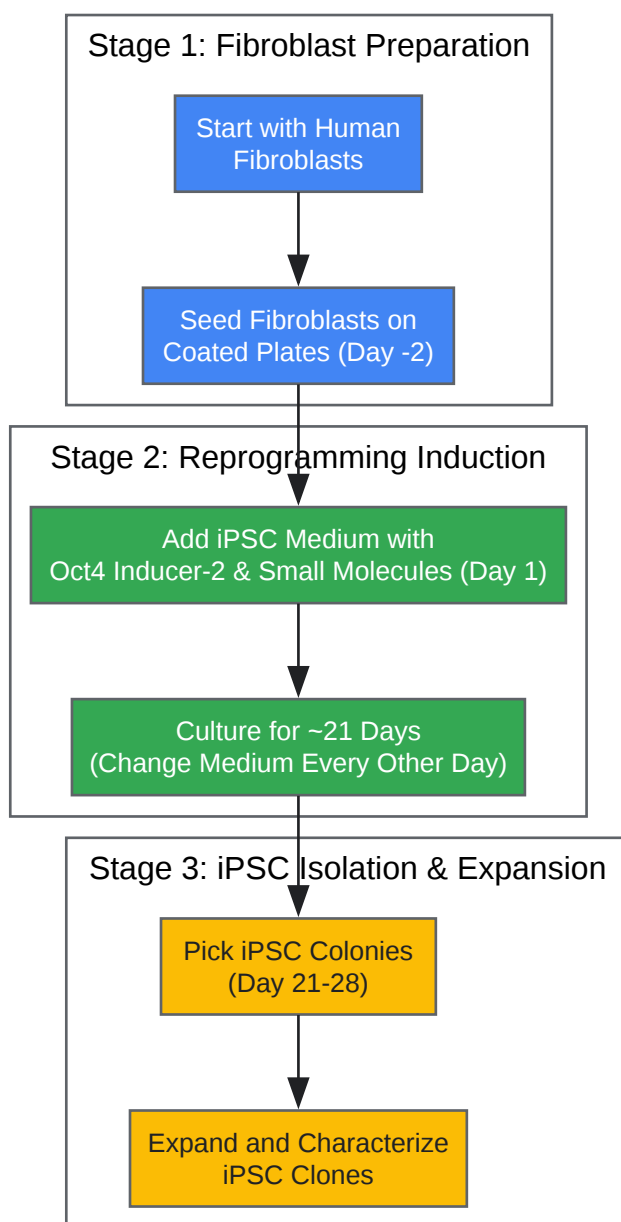 Stage 1: Fibroblast Preparation
Start with Human
Fibroblasts
Seed Fibroblasts on
Coated Plates (Day -2)
Stage 2: Reprogramming Induction
Add iPSC Medium with
Oct4 Inducer-2 & Small Molecules (Day 1)
Culture for ~21 Days
(Change Medium Every Other Day)
Stage 3: iPSC Isolation & Expansion
Pick iPSC Colonies
(Day 21-28)
Expand and Characterize
iPSC Clones